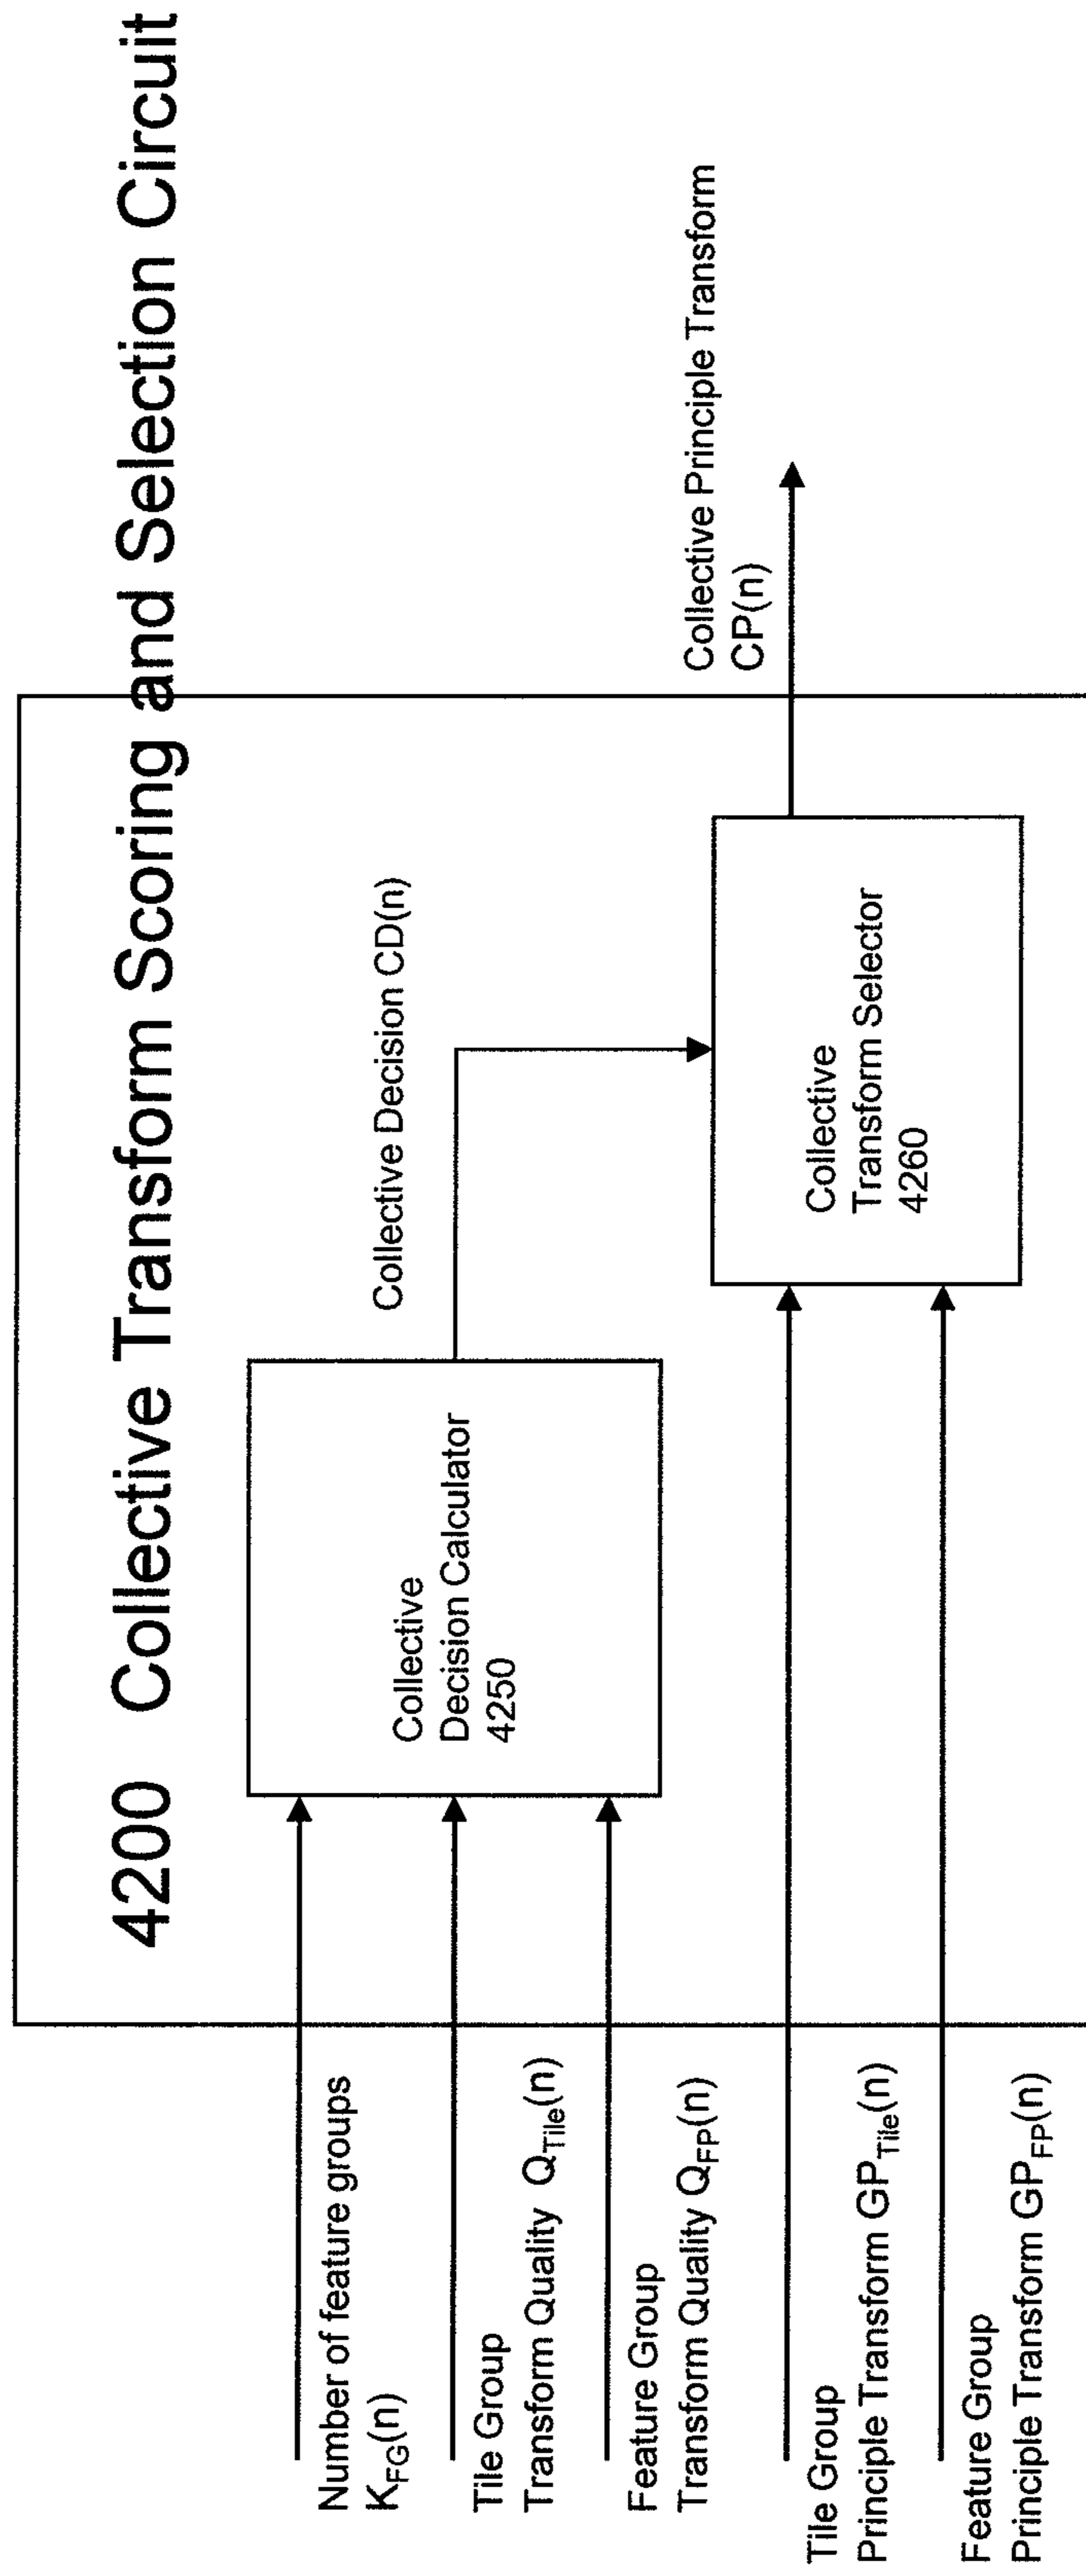 4200 Collective Transform Scoring and Selection Circuit
Number of feature groups
K_FG(n)
Tile Group
Transform Quality Q_Tile(n)
Feature Group
Transform Quality Q_FP(n)
Tile Group
Principle Transform GP_Tile(n)
Feature Group
Principle Transform GP_FP(n)
Collective
Decision Calculator
4250
Collective Decision CD(n)
Collective
Transform Selector
4260
Collective Principle Transform
CP(n)